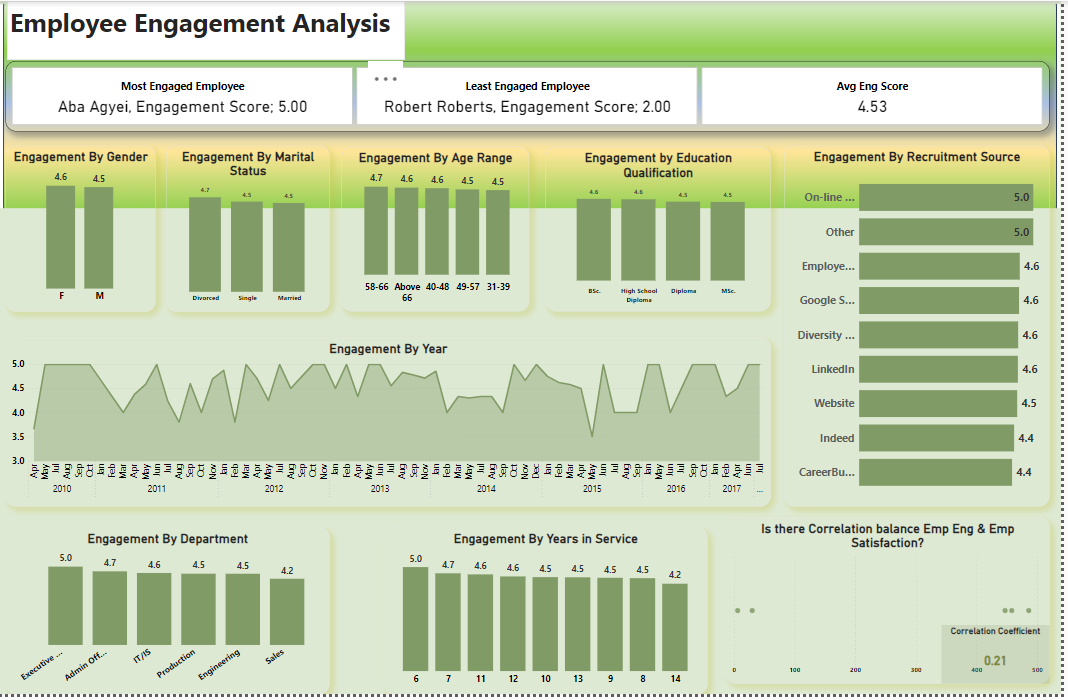 Employee Engagement Analysis
Most Engaged Employee
Aba Agyei, Engagement Score; 5.00
Least Engaged Employee
Robert Roberts, Engagement Score; 2.00
Avg Eng Score
4.53
Engagement By Gender
4.6 4.5
F M
Engagement By Marital
Status
4.7 4.5 4.5
Divorced Single Married
Engagement By Age Range
4.7 4.6 4.6 4.5 4.5
58-66 Above 40-48 49-57 31-39
66
Engagement by Education
Qualification
4.6 4.6 4.5 4.5
BSc. High School Diploma MSc.
Diploma
Engagement By Recruitment Source
On-line ... 5.0
Other 5.0
Employe... 4.6
Google S... 4.6
Diversity ... 4.6
LinkedIn 4.6
Website 4.5
Indeed 4.4
CareerBu... 4.4
Engagement By Year
5.0
4.5
4.0
3.5
3.0
Apr May Jul Aug Sep Oct Jan Feb Mar Apr May Jun Jul Aug Sep Oct Nov Jan Feb Mar Apr May Jul Aug Sep Oct Nov Jan Feb Apr May Jun Jul Aug Sep Nov Jan Feb Mar May Jun Jul Aug Sep Oct Nov Dec Jan Feb Mar Apr May Jun Jul Aug Sep Jan May Jun Jul Sep Oct Jan Feb Apr Jun Jul
2010 2011 2012 2013 2014 2015 2016 2017 ...
Engagement By Department
5.0 4.7 4.6 4.5 4.5 4.2
Executive ... Admin Off... IT/IS Production Engineering Sales
Engagement By Years in Service
5.0 4.7 4.6 4.6 4.5 4.5 4.5 4.5 4.2
6 7 11 12 10 13 9 8 14
Is there Correlation balance Emp Eng & Emp
Satisfaction?
Correlation Coefficient
0.21
0 100 200 300 400 500